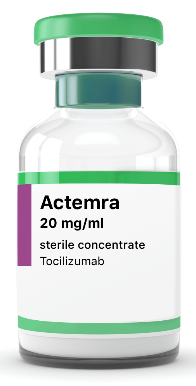 Actemra
20 mg/ml
sterile concentrate
Tocilizumab